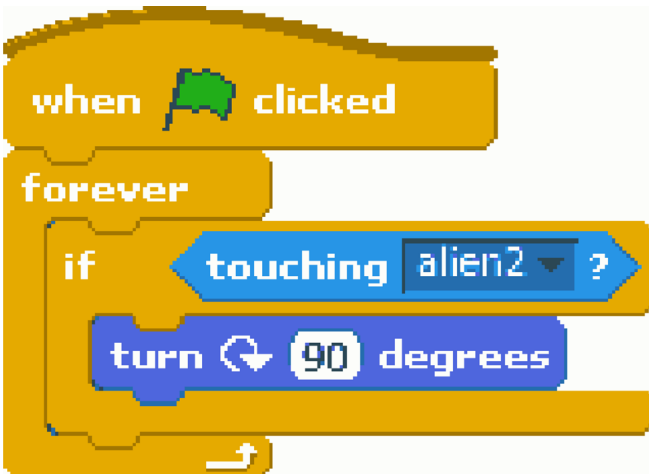 when clicked
forever
if touching alien2 ?
turn 90 degrees